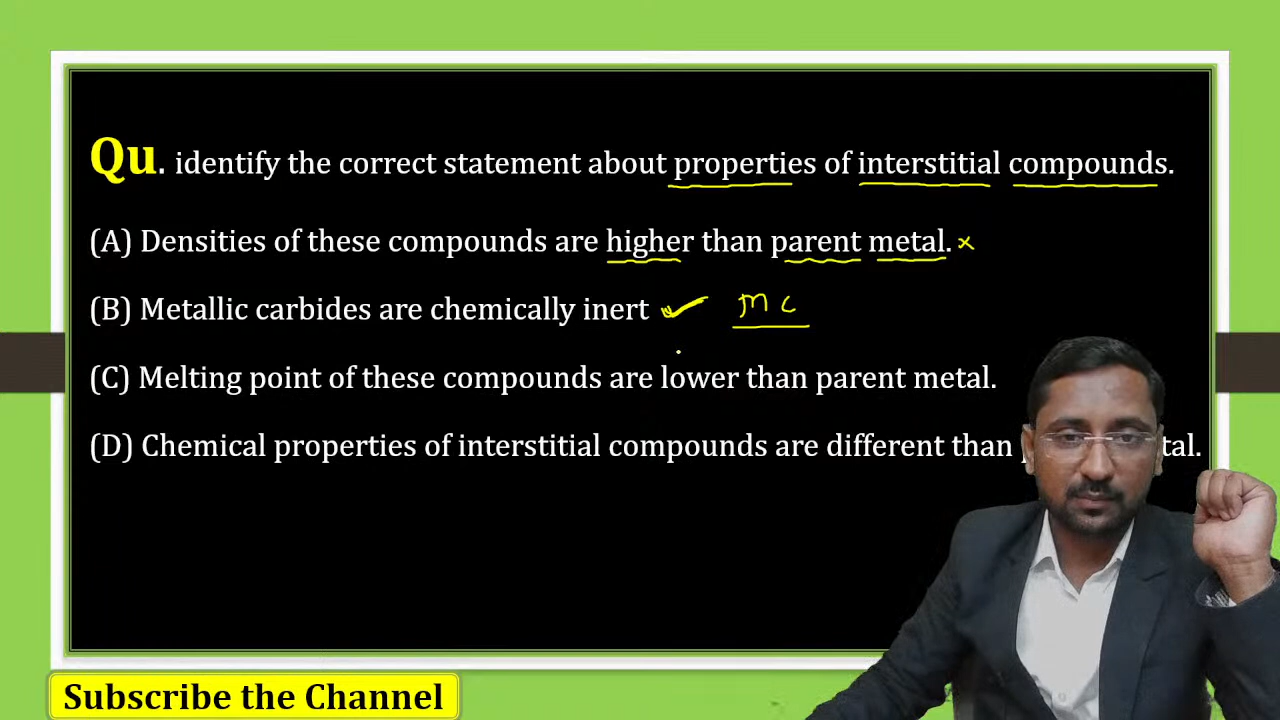 Qu. identify the correct statement about properties of interstitial compounds.
(A) Densities of these compounds are higher than parent metal. ×
(B) Metallic carbides are chemically inert ✓ MC
(C) Melting point of these compounds are lower than parent metal.
(D) Chemical properties of interstitial compounds are different than tal.
Subscribe the Channel